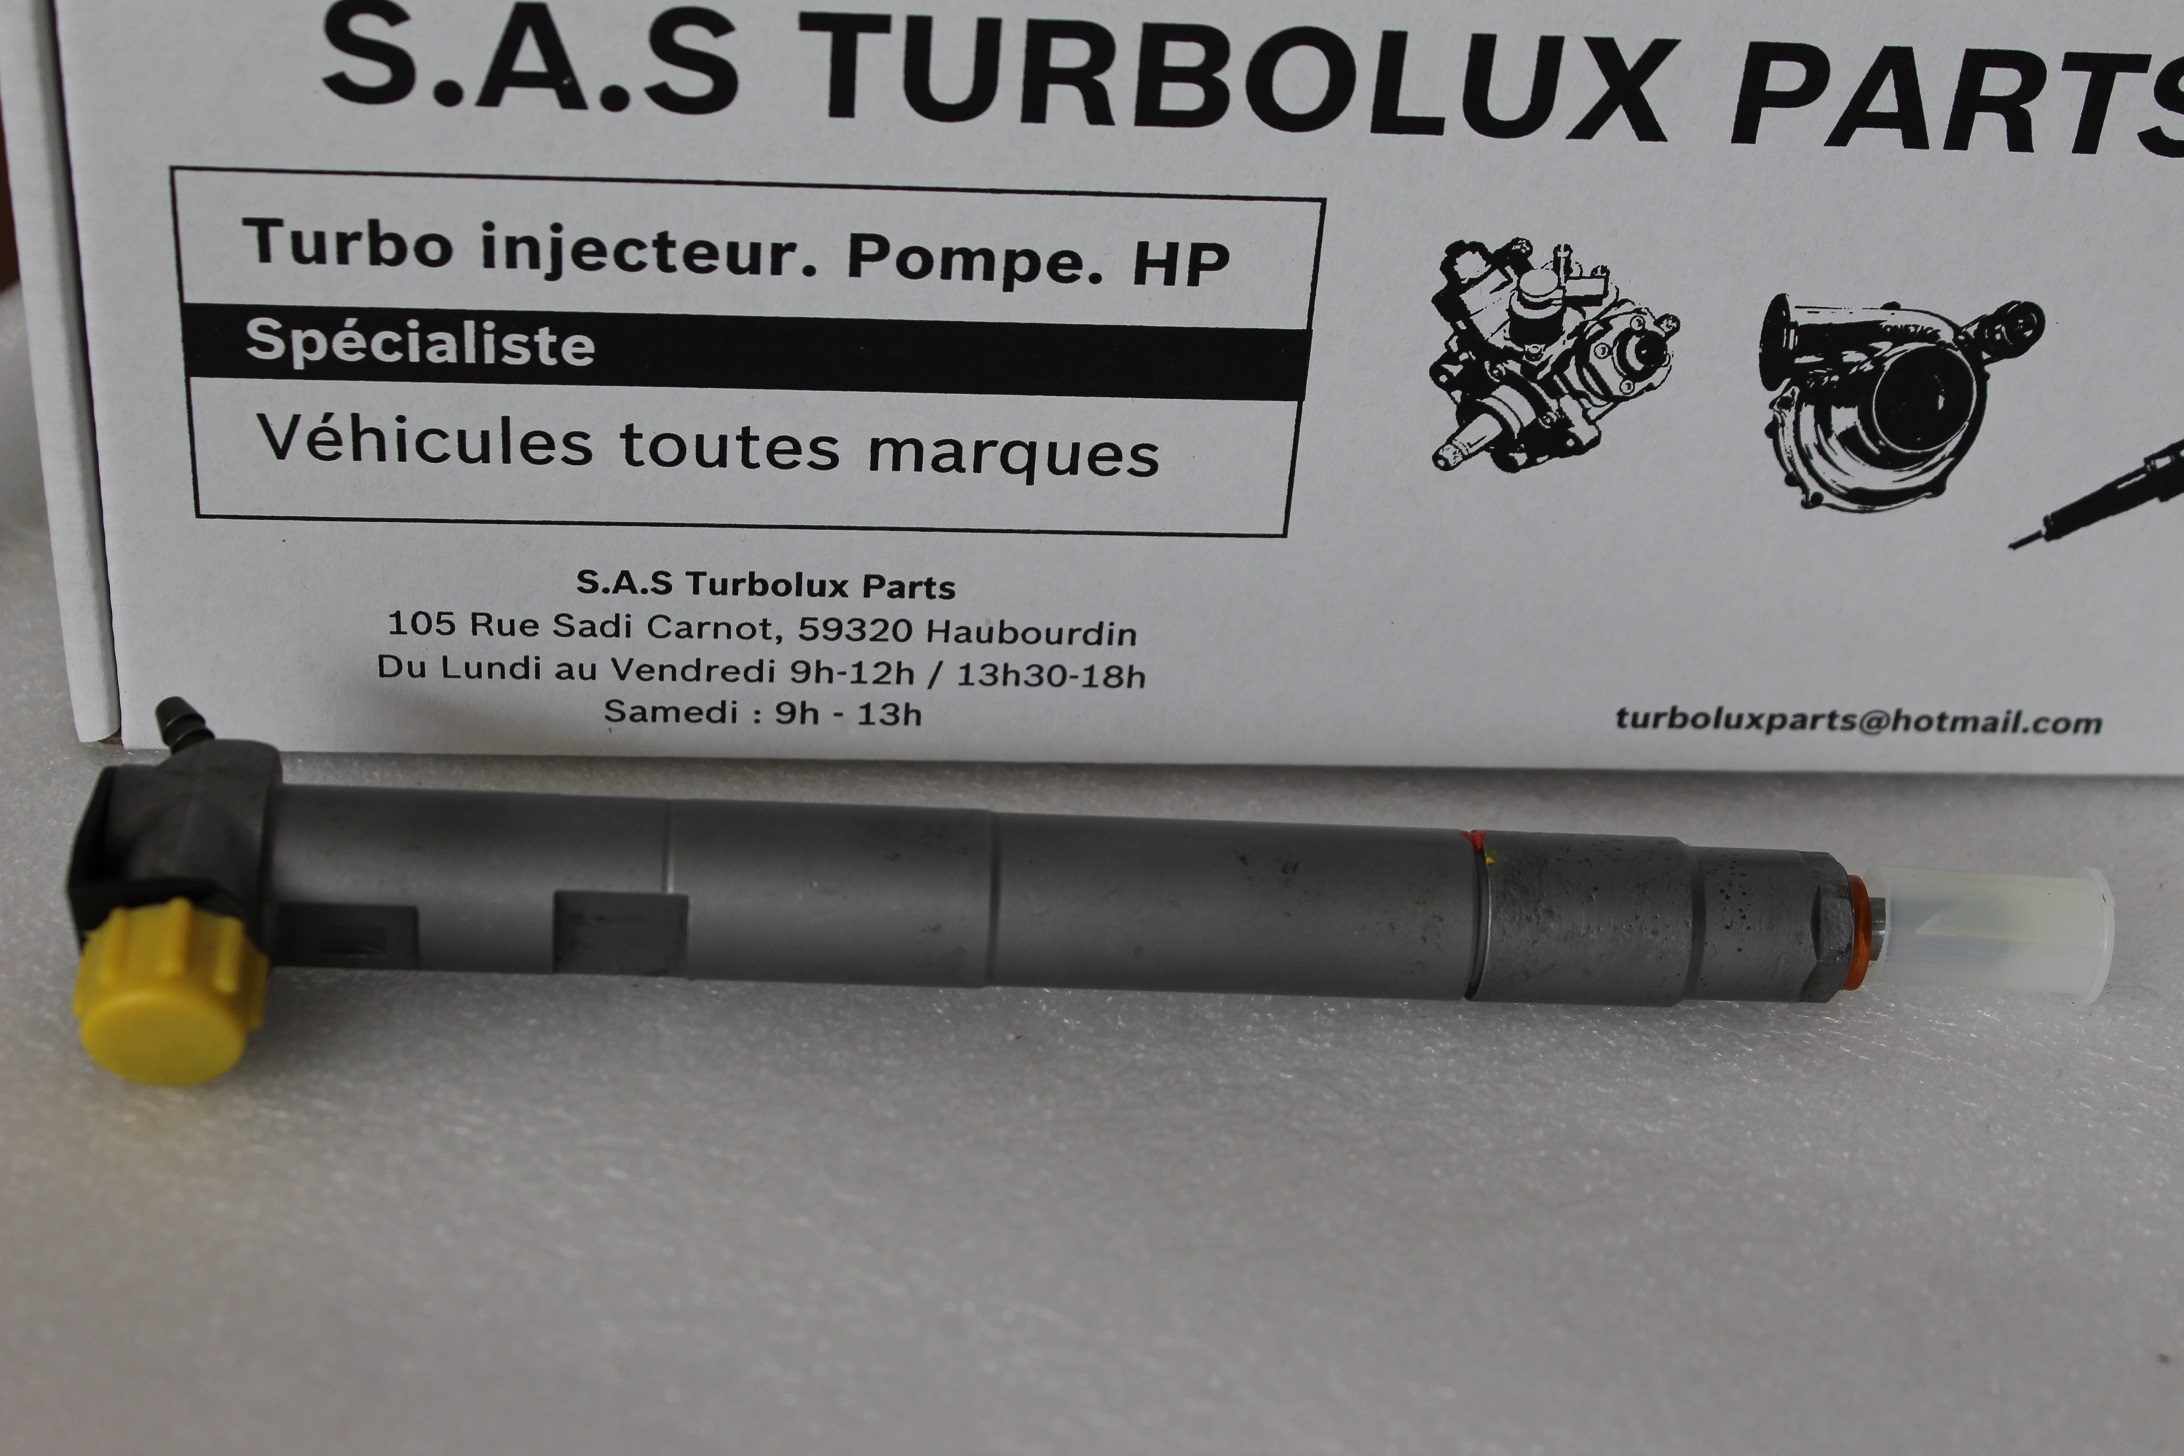 S.A.S TURBOLUX PARTS
Turbo injecteur. Pompe. HP
Spécialiste
Véhicules toutes marques
S.A.S Turbolux Parts
105 Rue Sadi Carnot, 59320 Haubourdin
Du Lundi au Vendredi 9h-12h / 13h30-18h
Samedi : 9h - 13h
turboluxparts@hotmail.com